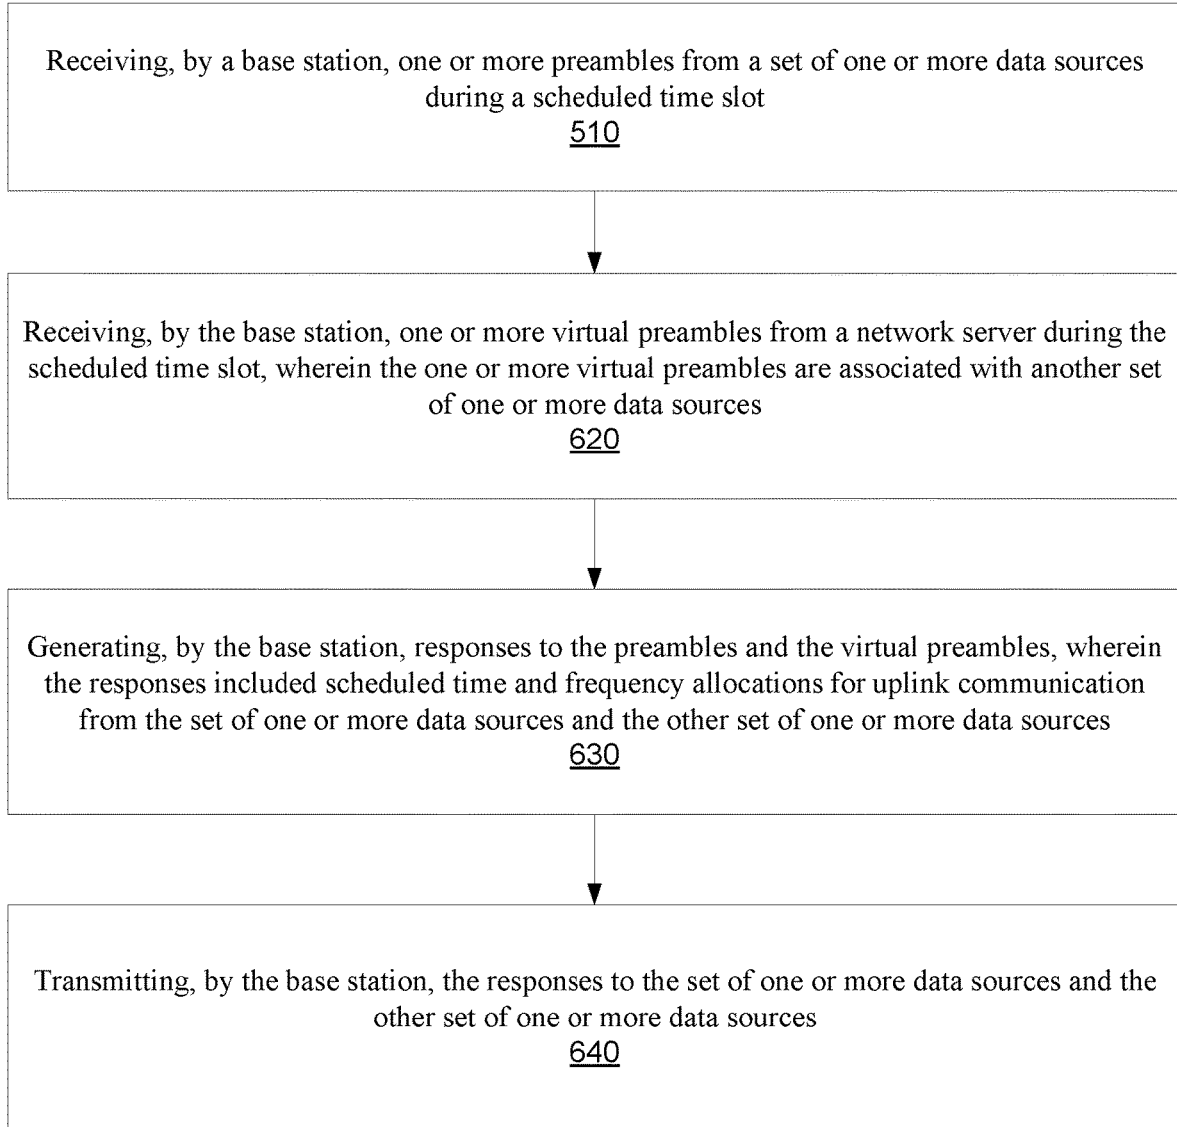 Receiving, by a base station, one or more preambles from a set of one or more data sources
during a scheduled time slot
510
Receiving, by the base station, one or more virtual preambles from a network server during the
scheduled time slot, wherein the one or more virtual preambles are associated with another set
of one or more data sources
620
Generating, by the base station, responses to the preambles and the virtual preambles, wherein
the responses included scheduled time and frequency allocations for uplink communication
from the set of one or more data sources and the other set of one or more data sources
630
Transmitting, by the base station, the responses to the set of one or more data sources and the
other set of one or more data sources
640